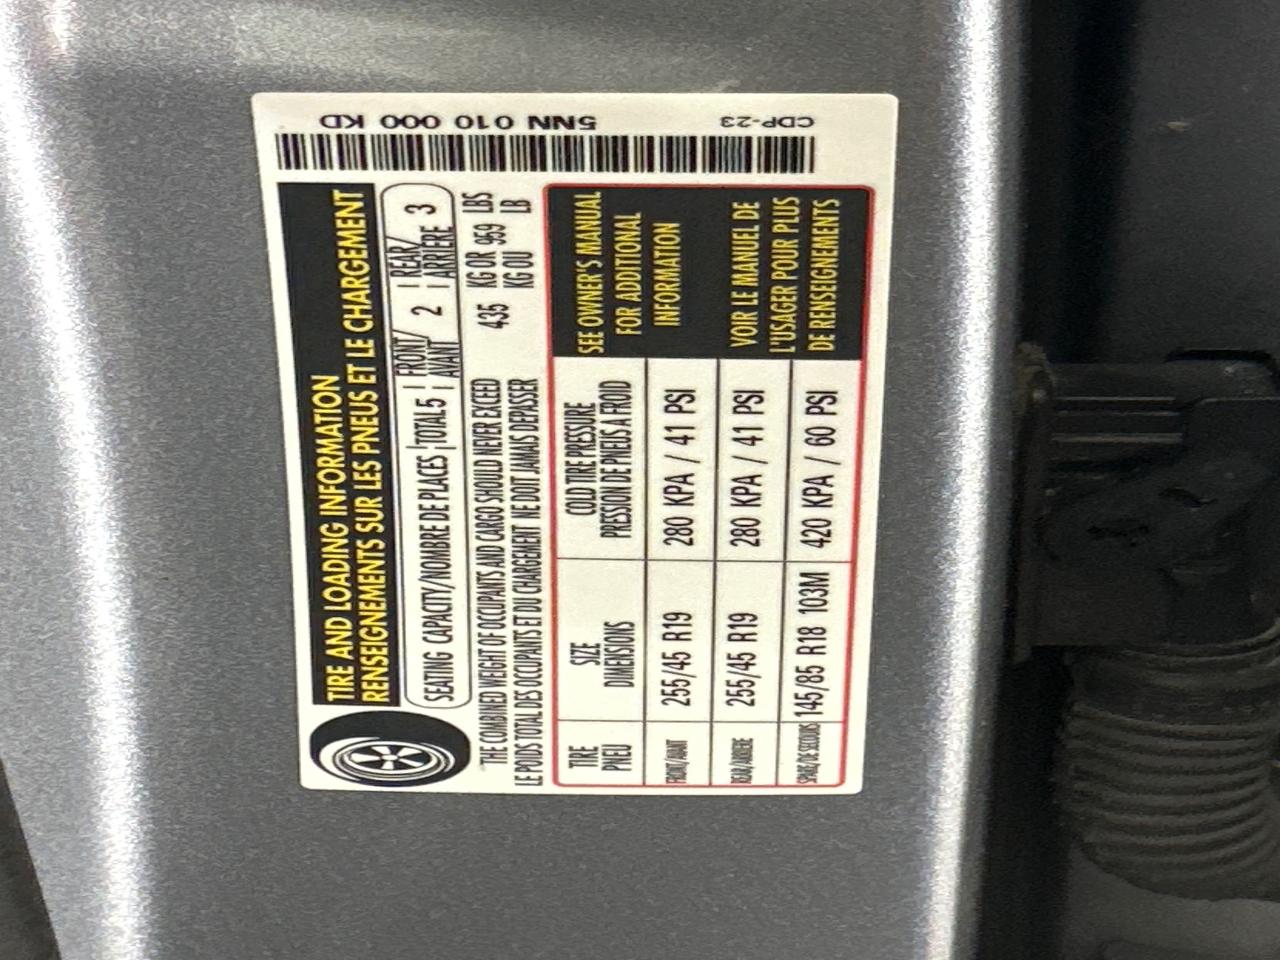 TIRE AND LOADING INFORMATION
RENSEIGNEMENTS SUR LES PNEUS ET LE CHARGEMENT
SEATING CAPACITY/NOMBRE DE PLACES | TOTAL 5 | FRONT/AVANT 2 | REAR/ARRIÈRE 3
THE COMBINED WEIGHT OF OCCUPANTS AND CARGO SHOULD NEVER EXCEED 435 KG OR 959 LBS
LE POIDS TOTAL DES OCCUPANTS ET DU CHARGEMENT NE DOIT JAMAIS DEPASSER KG OU LB
TIRE SIZE COLD TIRE PRESSURE
PNEU DIMENSIONS PRESSION DE PNEUS A FROID
FRONT/AVANT 255/45 R19 280 KPA / 41 PSI
REAR/ARRIÈRE 255/45 R19 280 KPA / 41 PSI
SPARE/DE SECOURS 145/85 R18 103M 420 KPA / 60 PSI
SEE OWNER'S MANUAL
FOR ADDITIONAL
INFORMATION
VOIR LE MANUEL DE
L'USAGER POUR PLUS
DE RENSEIGNEMENTS
5NN 010 000 KD
CDP-23